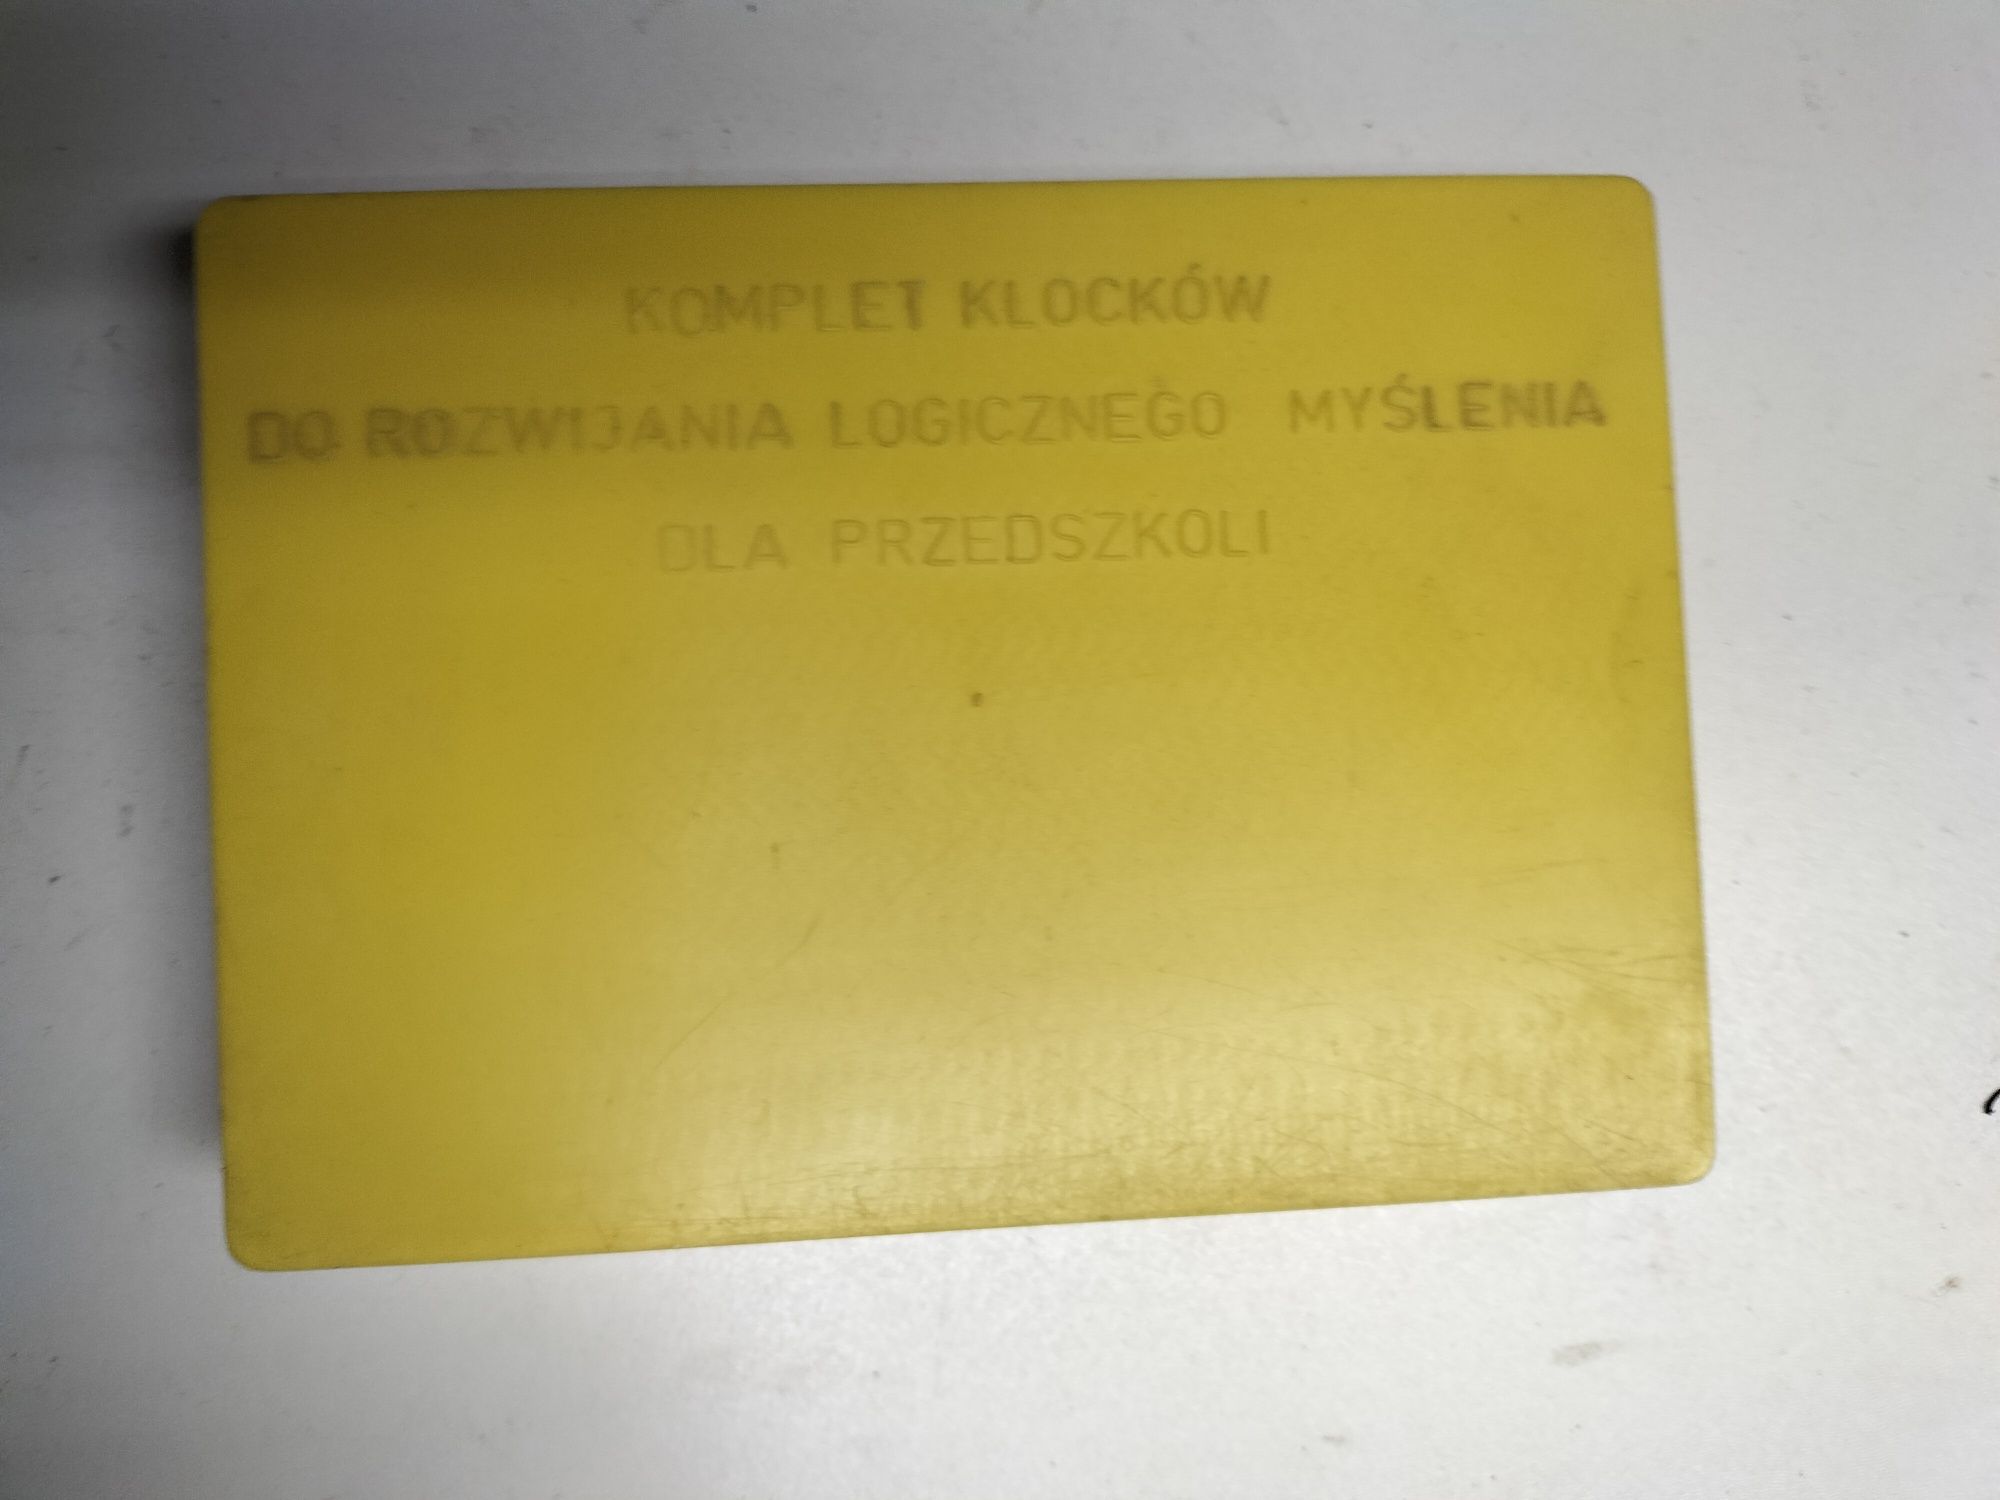 KOMPLET KLOCKÓW
DO ROZWIJANIA LOGICZNEGO MYŚLENIA
DLA PRZEDSZKOLI